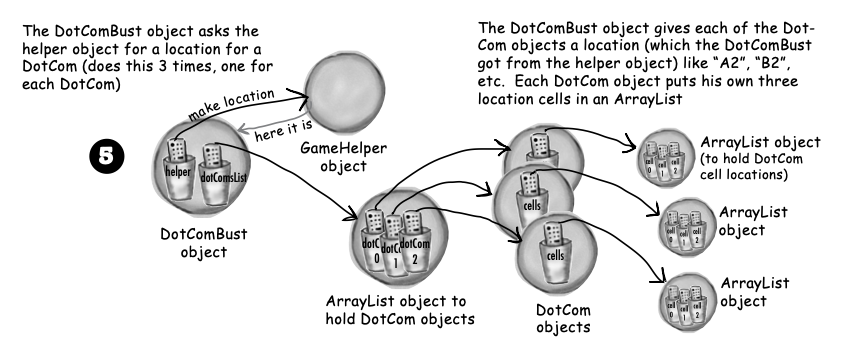 The DotComBust object asks the
helper object for a location for a
DotCom (does this 3 times, one for
each DotCom)
The DotComBust object gives each of the Dot-
Com objects a location (which the DotComBust
got from the helper object) like “A2”, “B2”,
etc.  Each DotCom object puts his own three
location cells in an ArrayList
5
make location
here it is
helper
dotComsList
DotComBust
object
GameHelper
object
dotC
0
dotCo
1
dotCom
2
ArrayList object to
hold DotCom objects
cells
cells
DotCom
objects
cell
0
cell
1
cell
2
ArrayList object
(to hold DotCom
cell locations)
cell
0
cell
1
cell
2
ArrayList
object
cell
0
cell
1
cell
2
ArrayList
object